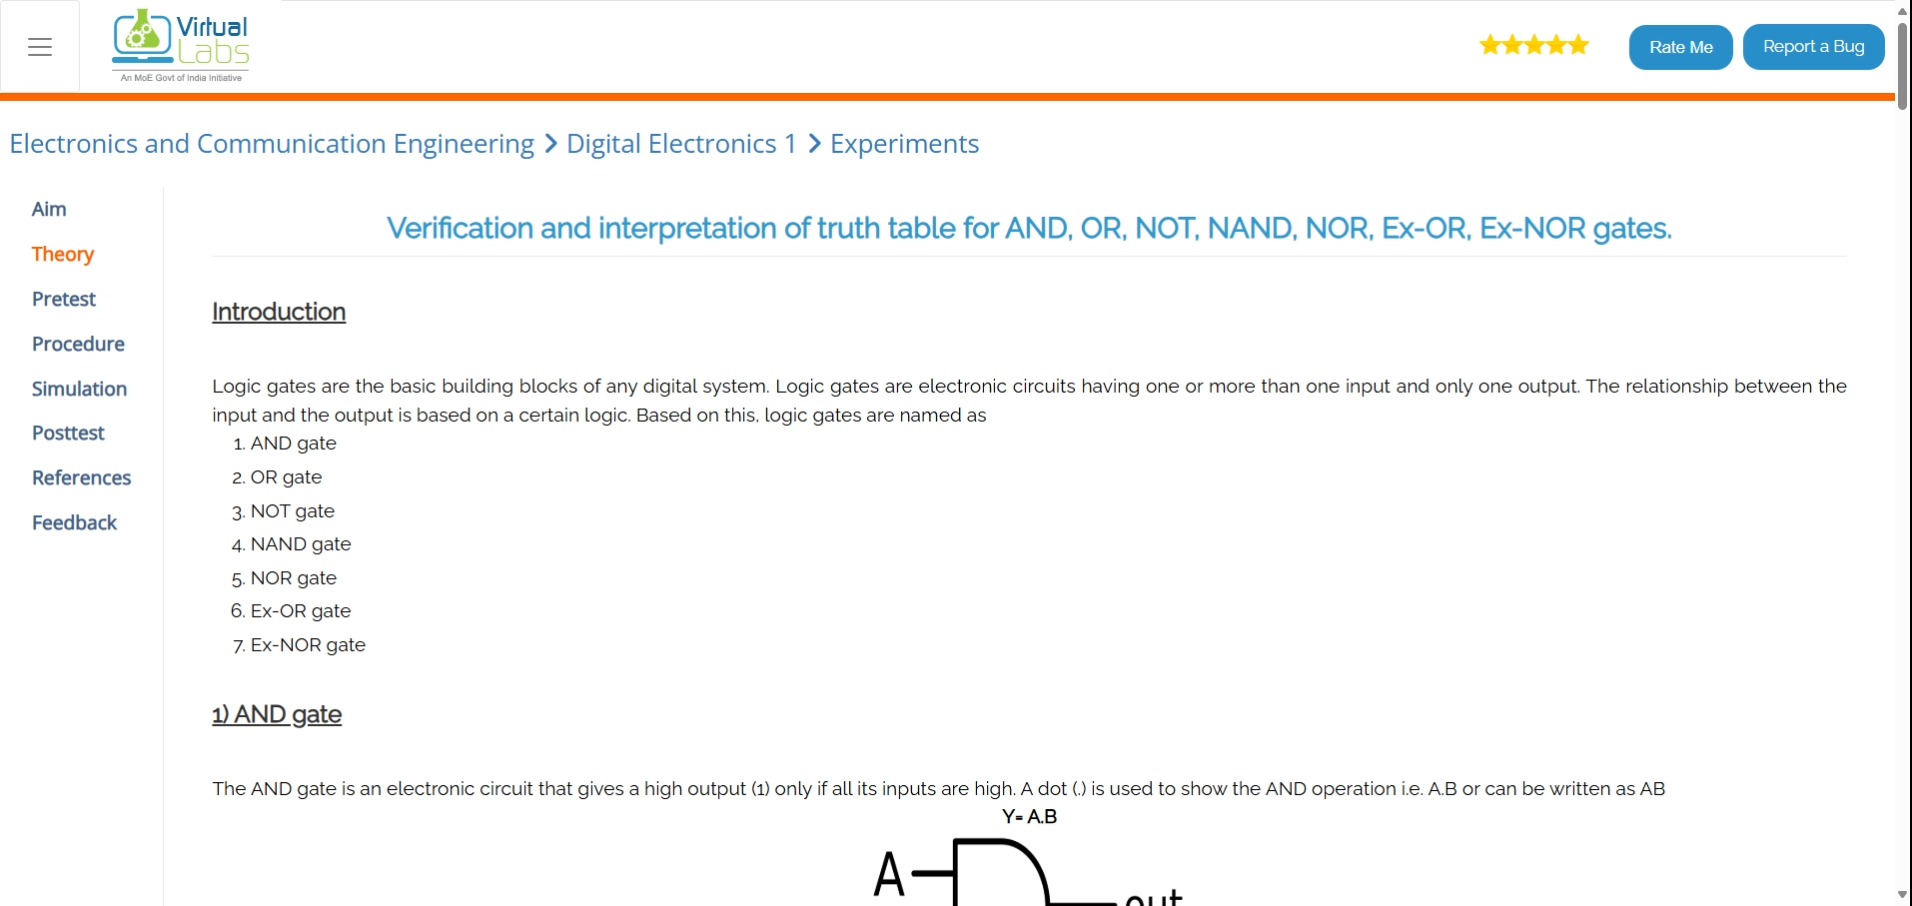 Virtual
Labs
An MoE Govt of India Initiative
Rate Me
Report a Bug
Electronics and Communication Engineering > Digital Electronics 1 > Experiments
Aim
Theory
Pretest
Procedure
Simulation
Posttest
References
Feedback
Verification and interpretation of truth table for AND, OR, NOT, NAND, NOR, Ex-OR, Ex-NOR gates.
Introduction
Logic gates are the basic building blocks of any digital system. Logic gates are electronic circuits having one or more than one input and only one output. The relationship between the
input and the output is based on a certain logic. Based on this, logic gates are named as
1. AND gate
2. OR gate
3. NOT gate
4. NAND gate
5. NOR gate
6. Ex-OR gate
7. Ex-NOR gate
1) AND gate
The AND gate is an electronic circuit that gives a high output (1) only if all its inputs are high. A dot (.) is used to show the AND operation i.e. A.B or can be written as AB
Y= A.B
A
out